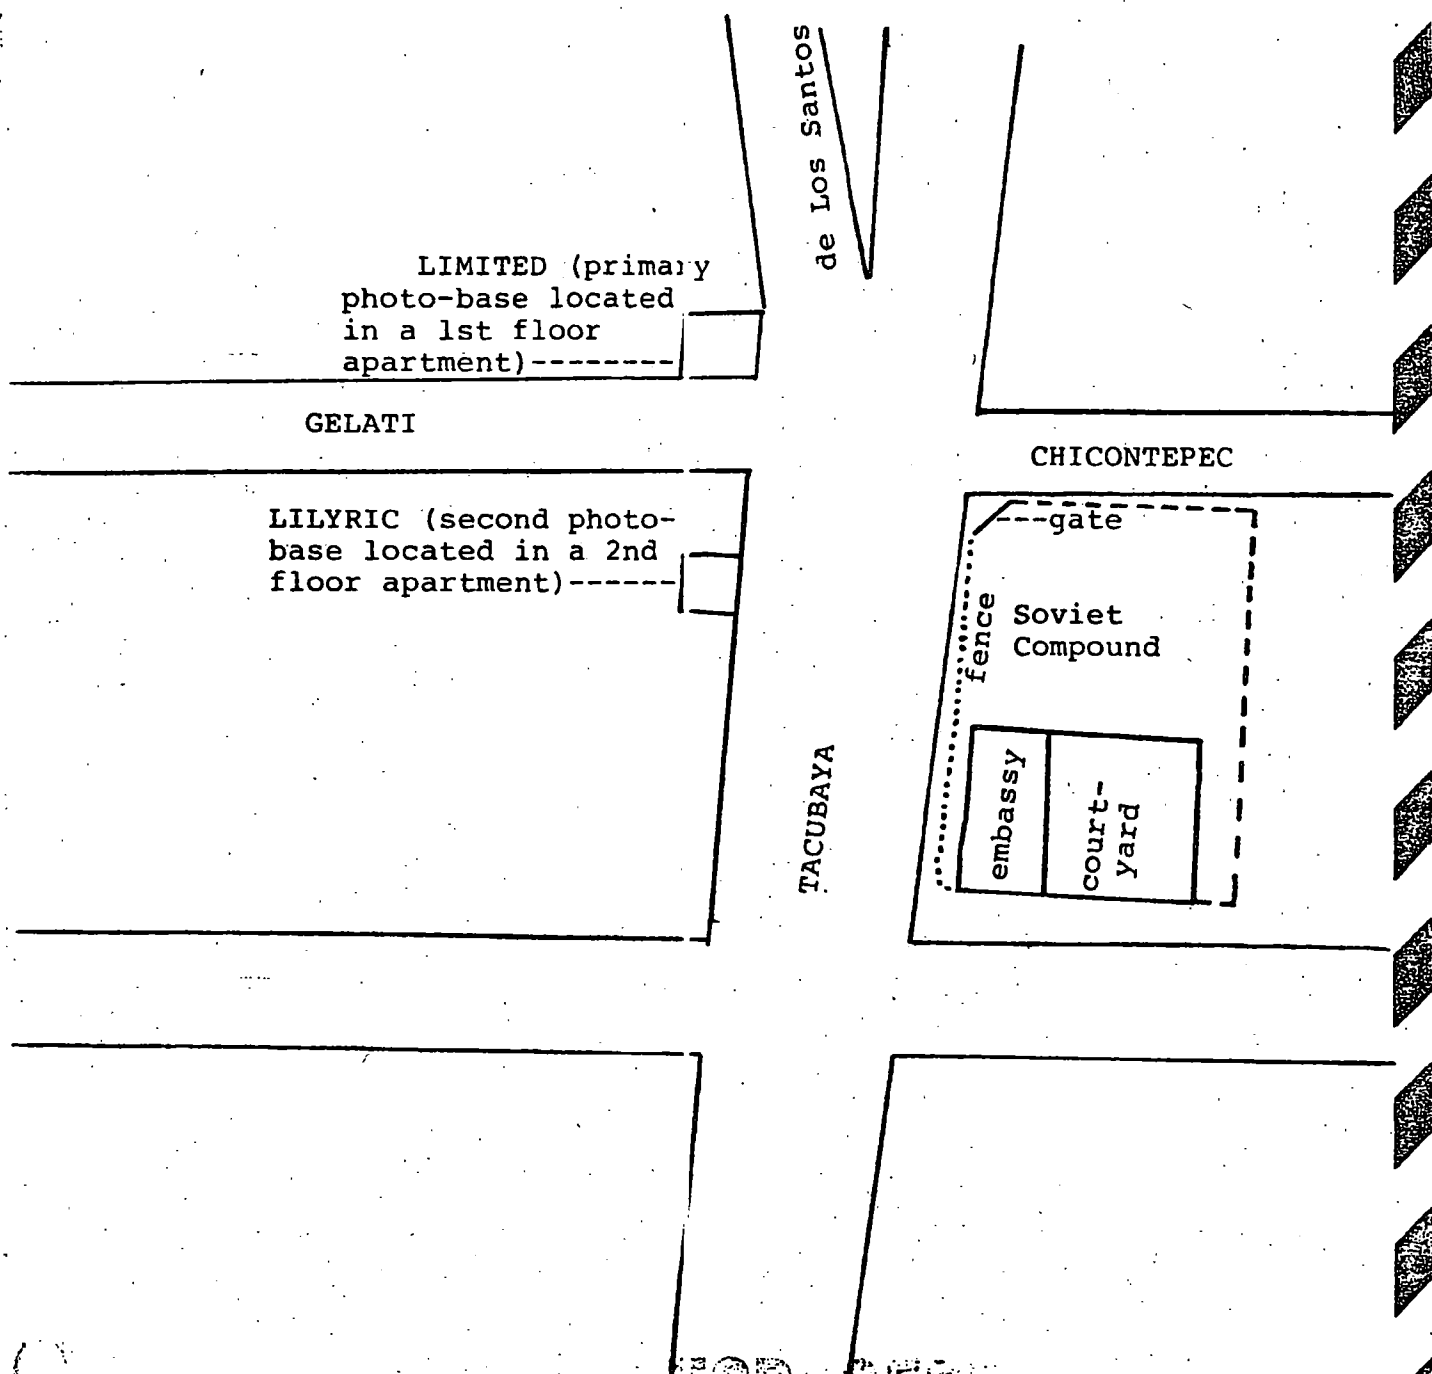 de Los Santos
LIMITED (primary
photo-base located
in a 1st floor
apartment)--------
GELATI
CHICONTEPEC
LILYRIC (second photo-
base located in a 2nd
floor apartment)------
---gate
fence
Soviet
Compound
TACUBAYA
embassy
court-
yard